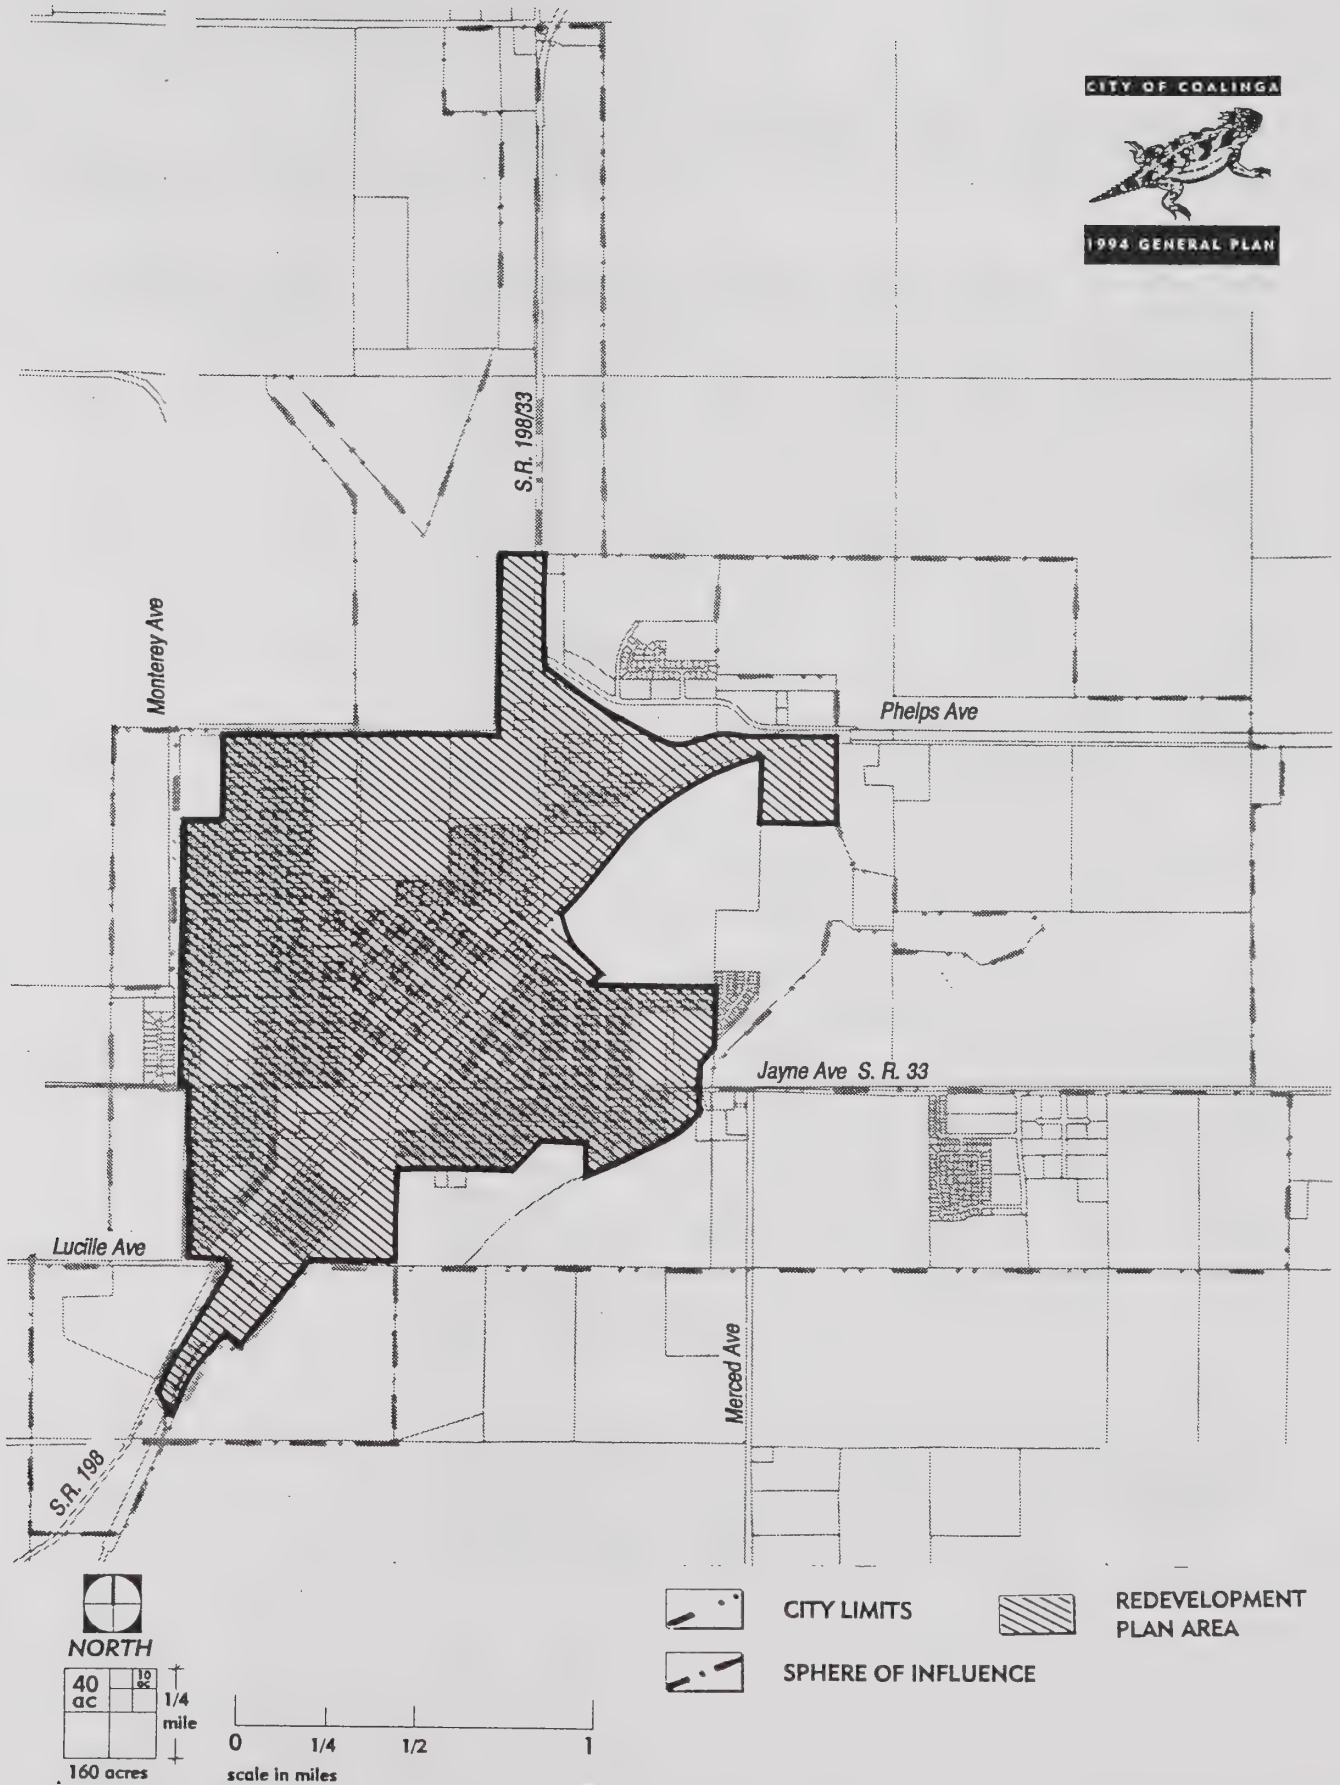 CITY OF COALINGA
1994 GENERAL PLAN
S.R. 198/33
Monterey Ave
Phelps Ave
Jayne Ave S. R. 33
Lucille Ave
Merced Ave
S.R. 198
NORTH
40
ac
10
ac
1/4
mile
160 acres
0
1/4
1/2
1
scale in miles
CITY LIMITS
SPHERE OF INFLUENCE
REDEVELOPMENT
PLAN AREA